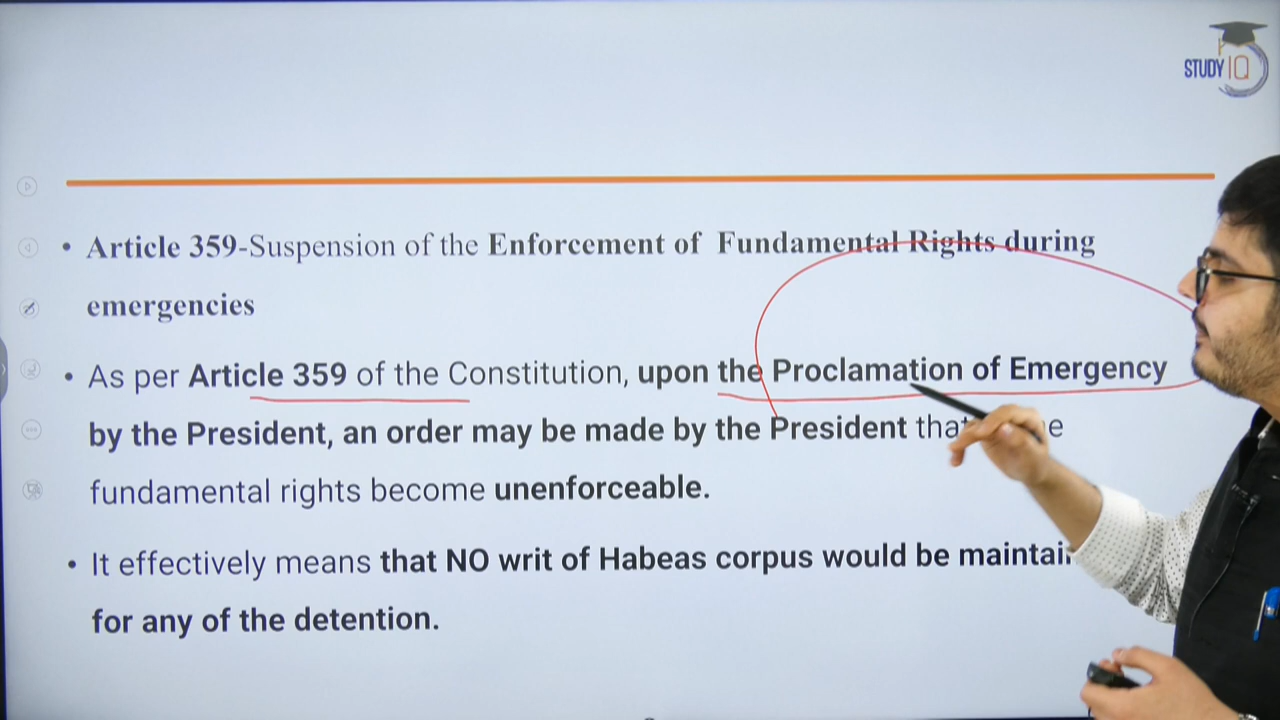 STUDY IQ
• Article 359-Suspension of the Enforcement of Fundamental Rights during
emergencies
• As per Article 359 of the Constitution, upon the Proclamation of Emergency
by the President, an order may be made by the President
fundamental rights become unenforceable.
• It effectively means that NO writ of Habeas corpus would be
for any of the detention.